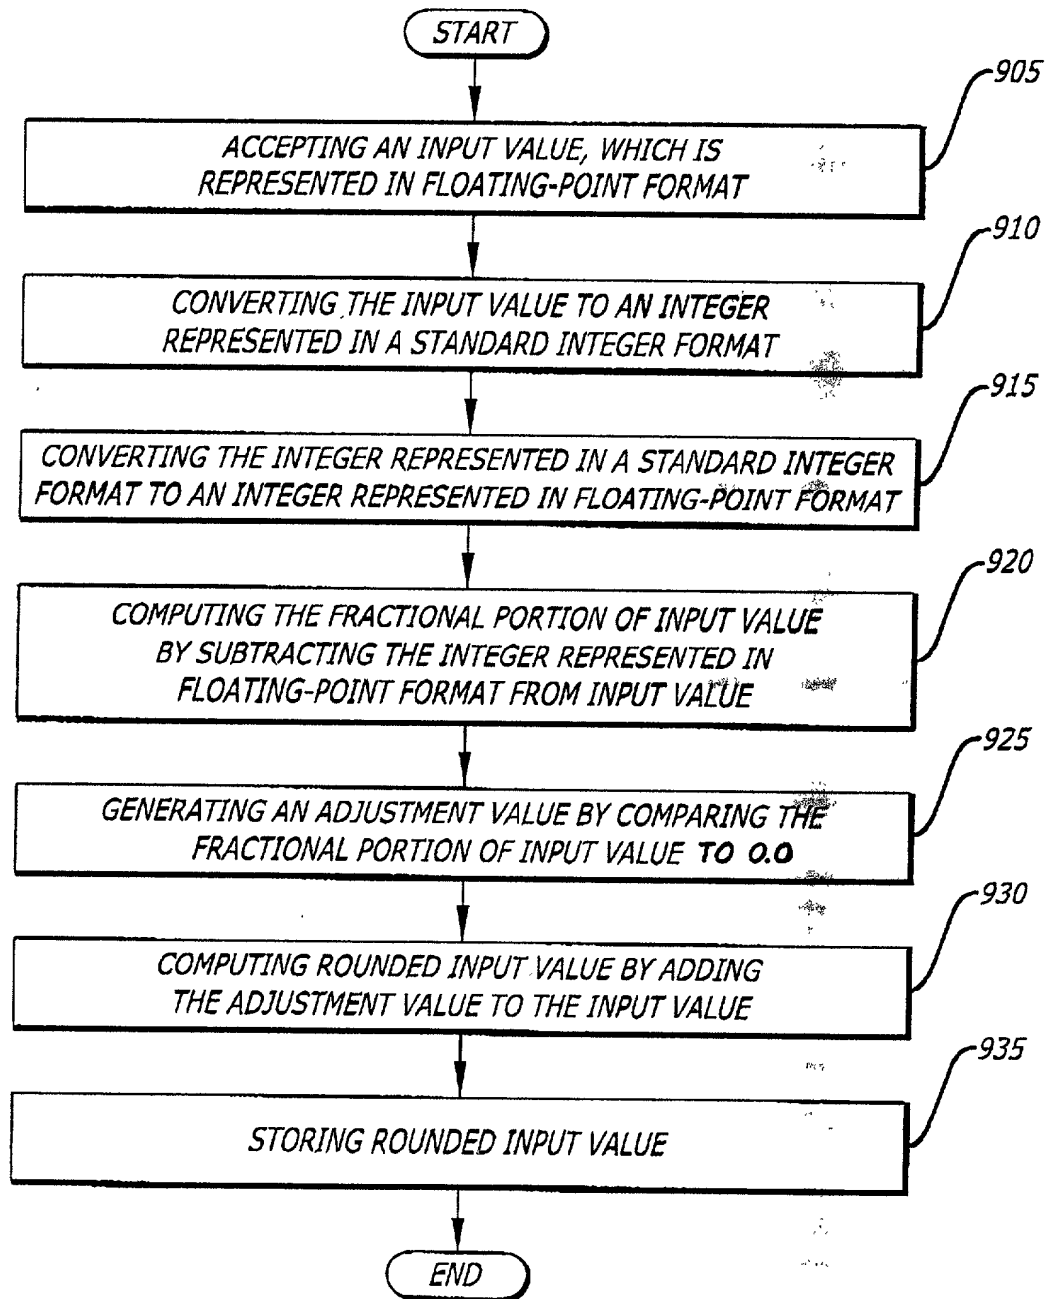 START
905
ACCEPTING AN INPUT VALUE, WHICH IS
REPRESENTED IN FLOATING-POINT FORMAT
910
CONVERTING THE INPUT VALUE TO AN INTEGER
REPRESENTED IN A STANDARD INTEGER FORMAT
915
CONVERTING THE INTEGER REPRESENTED IN A STANDARD INTEGER
FORMAT TO AN INTEGER REPRESENTED IN FLOATING-POINT FORMAT
920
COMPUTING THE FRACTIONAL PORTION OF INPUT VALUE
BY SUBTRACTING THE INTEGER REPRESENTED IN
FLOATING-POINT FORMAT FROM INPUT VALUE
925
GENERATING AN ADJUSTMENT VALUE BY COMPARING THE
FRACTIONAL PORTION OF INPUT VALUE TO 0.0
930
COMPUTING ROUNDED INPUT VALUE BY ADDING
THE ADJUSTMENT VALUE TO THE INPUT VALUE
935
STORING ROUNDED INPUT VALUE
END